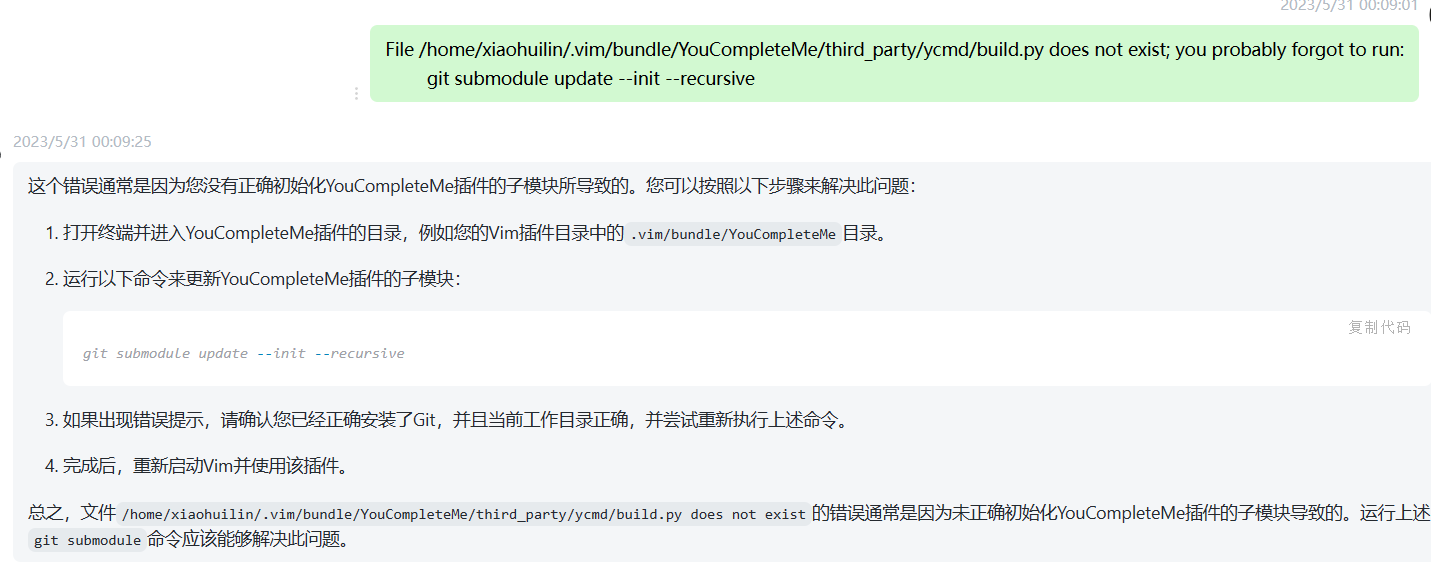 2023/5/31 00:09:01
File /home/xiaohuilin/.vim/bundle/YouCompleteMe/third_party/ycmd/build.py does not exist; you probably forgot to run:
git submodule update --init --recursive
2023/5/31 00:09:25
这个错误通常是因为您没有正确初始化YouCompleteMe插件的子模块所导致的。您可以按照以下步骤来解决此问题：
1. 打开终端并进入YouCompleteMe插件的目录，例如您的Vim插件目录中的 .vim/bundle/YouCompleteMe 目录。
2. 运行以下命令来更新YouCompleteMe插件的子模块：
复制代码
git submodule update --init --recursive
3. 如果出现错误提示，请确认您已经正确安装了Git，并且当前工作目录正确，并尝试重新执行上述命令。
4. 完成后，重新启动Vim并使用该插件。
总之，文件 /home/xiaohuilin/.vim/bundle/YouCompleteMe/third_party/ycmd/build.py does not exist 的错误通常是因为未正确初始化YouCompleteMe插件的子模块导致的。运行上述
git submodule 命令应该能够解决此问题。